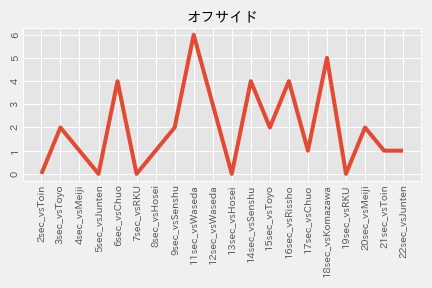 オフサイド
6
5
4
3
2
1
0
2sec_vsToin
3sec_vsToyo
4sec_vsMeiji
5sec_vsJunten
6sec_vsChuo
7sec_vsRKU
8sec_vsHosei
9sec_vsSenshu
11sec_vsWaseda
12sec_vsWaseda
13sec_vsHosei
14sec_vsSenshu
15sec_vsToyo
16sec_vsRissho
17sec_vsChuo
18sec_vsKomazawa
19sec_vsRKU
20sec_vsMeiji
21sec_vsToin
22sec_vsJunten